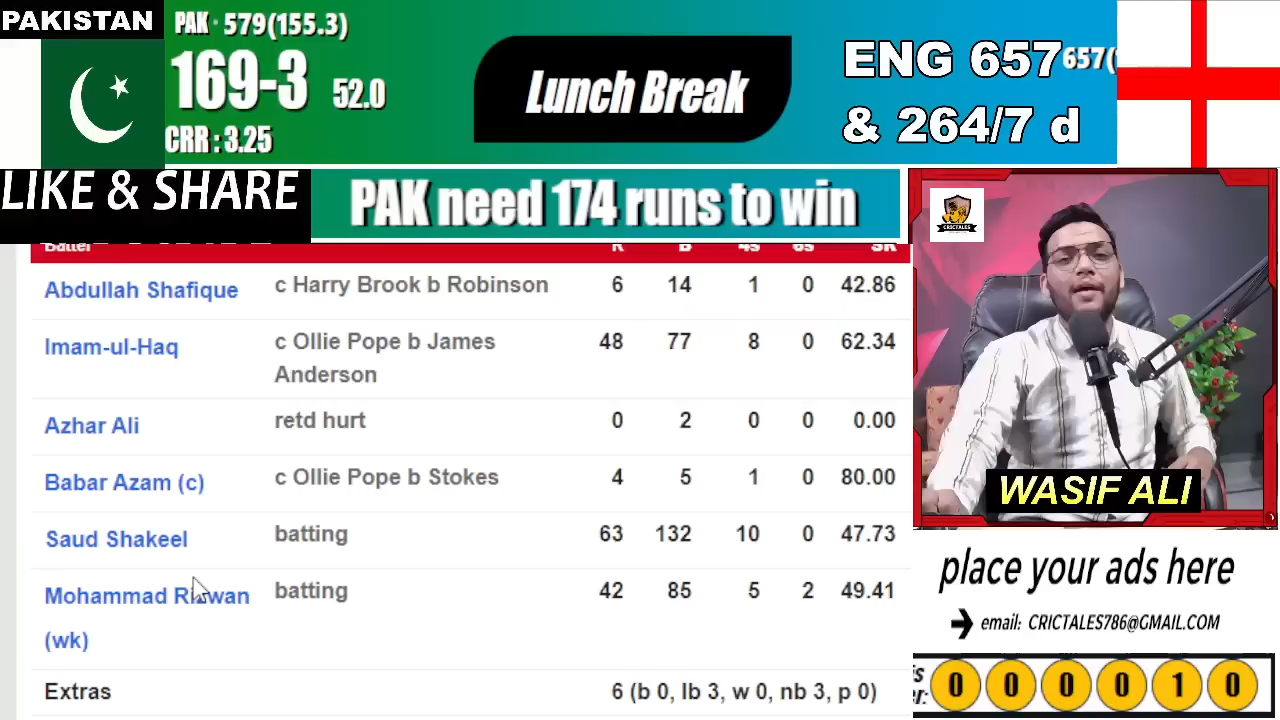 PAKISTAN
PAK · 579(155.3)
169-3 52.0
CRR : 3.25
Lunch Break
ENG 657
657(
& 264/7 d
LIKE & SHARE
PAK need 174 runs to win
CRICTALES
Batter R B 4s 6s SR
Abdullah Shafique c Harry Brook b Robinson 6 14 1 0 42.86
Imam-ul-Haq c Ollie Pope b James 48 77 8 0 62.34
Anderson
Azhar Ali retd hurt 0 2 0 0 0.00
Babar Azam (c) c Ollie Pope b Stokes 4 5 1 0 80.00
Saud Shakeel batting 63 132 10 0 47.73
Mohammad Rizwan batting 42 85 5 2 49.41
(wk)
Extras 6 (b 0, lb 3, w 0, nb 3, p 0)
WASIF ALI
place your ads here
email: CRICTALES786@GMAIL.COM
0 0 0 0 1 0